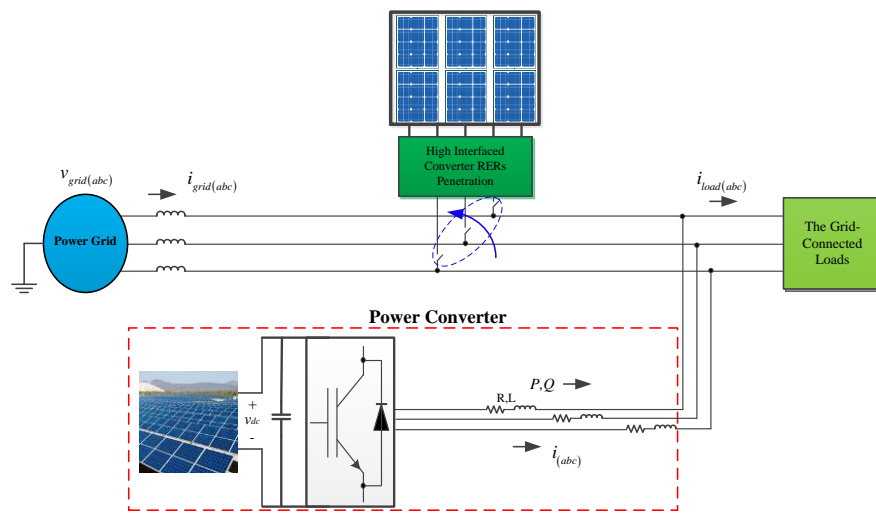 High Interfaced
Converter RERs
Penetration
v_grid(abc)
i_grid(abc)
i_load(abc)
Power Grid
The Grid-
Connected
Loads
Power Converter
P,Q
R,L
+
v_dc
-
i_(abc)